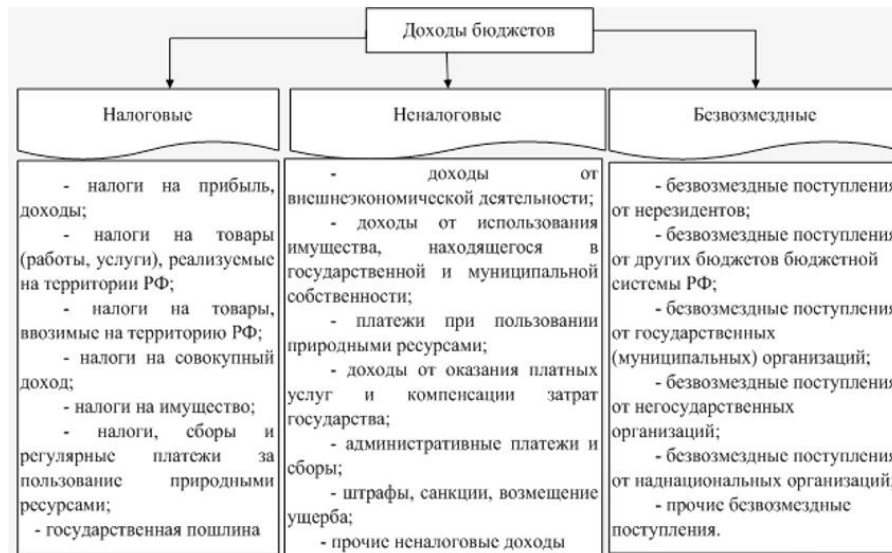 Доходы бюджетов
Налоговые
- налоги на прибыль,
доходы;
- налоги на товары
(работы, услуги), реализуемые
на территории РФ;
- налоги на товары,
ввозимые на территорию РФ;
- налоги на совокупный
доход;
- налоги на имущество;
- налоги, сборы и
регулярные платежи за
пользование природными
ресурсами;
- государственная пошлина
Неналоговые
- доходы от
внешнеэкономической деятельности;
- доходы от использования
имущества, находящегося в
государственной и муниципальной
собственности;
- платежи при пользовании
природными ресурсами;
- доходы от оказания платных
услуг и компенсации затрат
государства;
- административные платежи и
сборы;
- штрафы, санкции, возмещение
ущерба;
- прочие неналоговые доходы
Безвозмездные
- безвозмездные поступления
от нерезидентов;
- безвозмездные поступления
от других бюджетов бюджетной
системы РФ;
- безвозмездные поступления
от государственных
(муниципальных) организаций;
- безвозмездные поступления
от негосударственных
организаций;
- безвозмездные поступления
от наднациональных организаций;
- прочие безвозмездные
поступления.